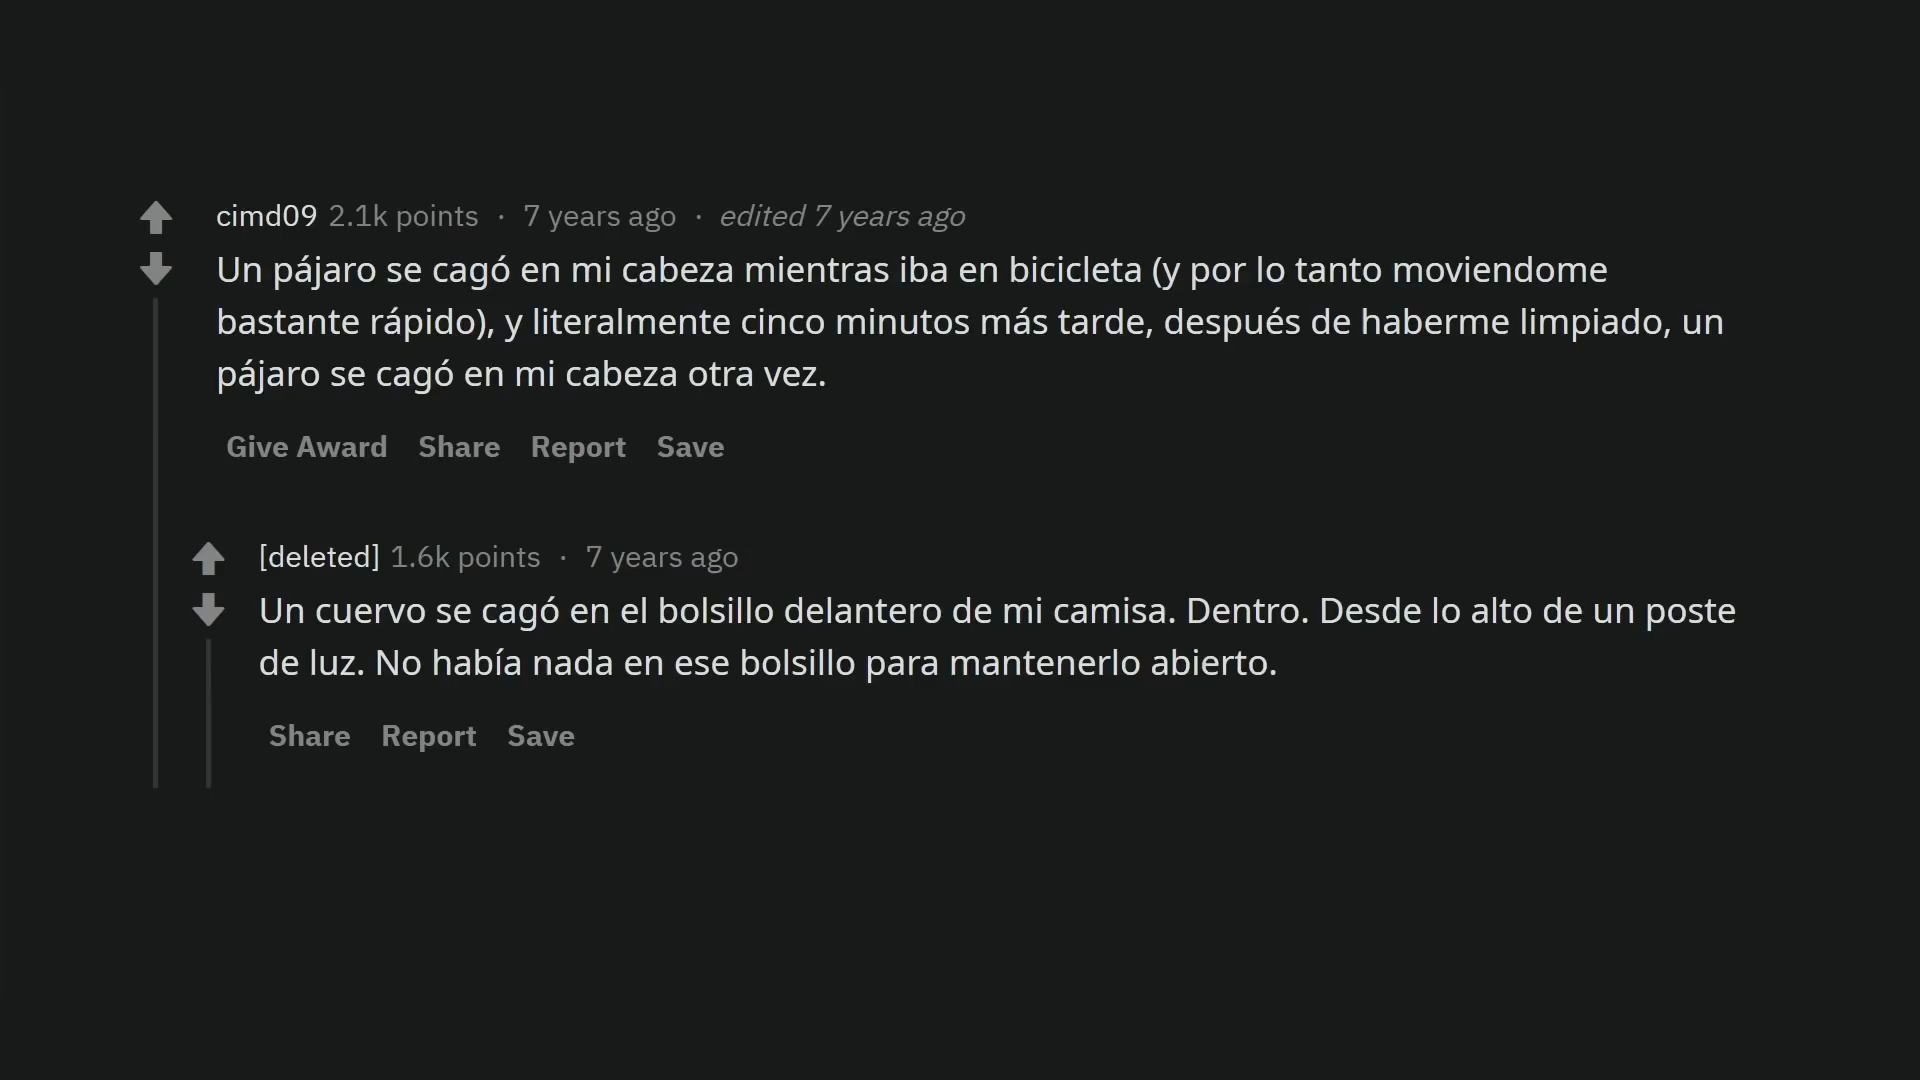 cimd09 2.1k points · 7 years ago · edited 7 years ago
Un pájaro se cagó en mi cabeza mientras iba en bicicleta (y por lo tanto moviendome
bastante rápido), y literalmente cinco minutos más tarde, después de haberme limpiado, un
pájaro se cagó en mi cabeza otra vez.
Give Award Share Report Save
[deleted] 1.6k points · 7 years ago
Un cuervo se cagó en el bolsillo delantero de mi camisa. Dentro. Desde lo alto de un poste
de luz. No había nada en ese bolsillo para mantenerlo abierto.
Share Report Save